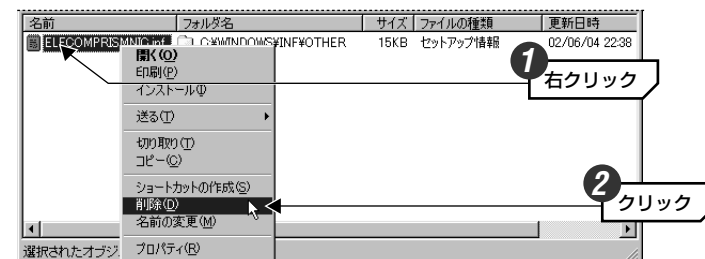 名前 フォルダ名 サイズ ファイルの種類 更新日時
ELECOMPRISMNIC.inf C:¥WINDOWS¥INF¥OTHER 15KB セットアップ情報 02/06/04 22:38
1 右クリック
開く(O)
印刷(P)
インストール(I)
送る(T)
切り取り(T)
コピー(C)
ショートカットの作成(S)
削除(D)
2 クリック
名前の変更(M)
選択されたオブジ
プロパティ(R)